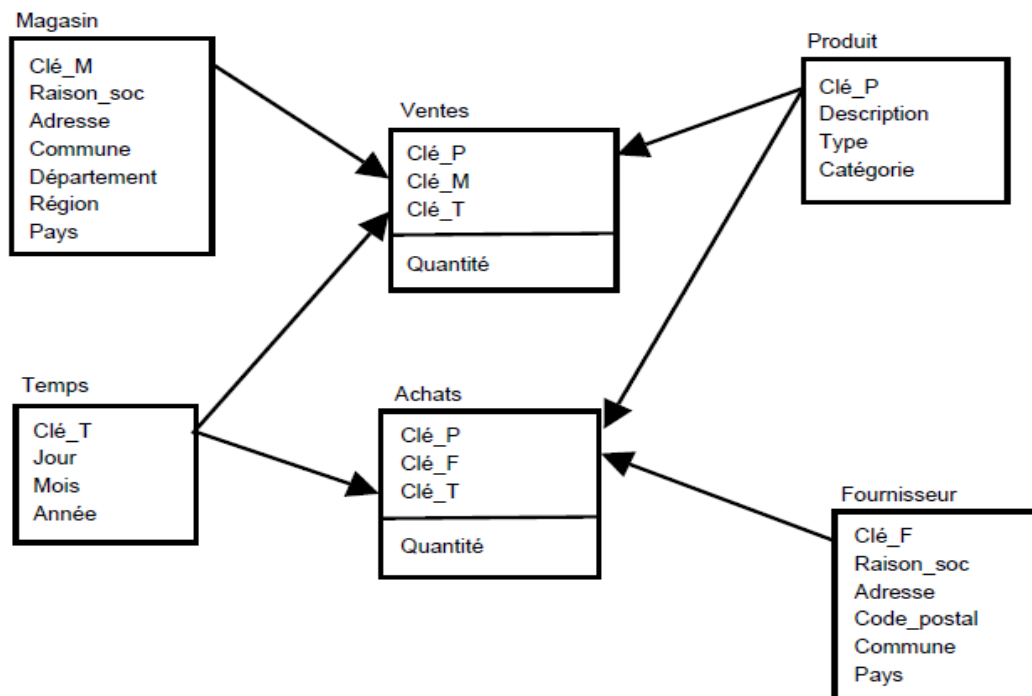 Magasin
Clé_M
Raison_soc
Adresse
Commune
Département
Région
Pays
Ventes
Clé_P
Clé_M
Clé_T
Quantité
Produit
Clé_P
Description
Type
Catégorie
Temps
Clé_T
Jour
Mois
Année
Achats
Clé_P
Clé_F
Clé_T
Quantité
Fournisseur
Clé_F
Raison_soc
Adresse
Code_postal
Commune
Pays